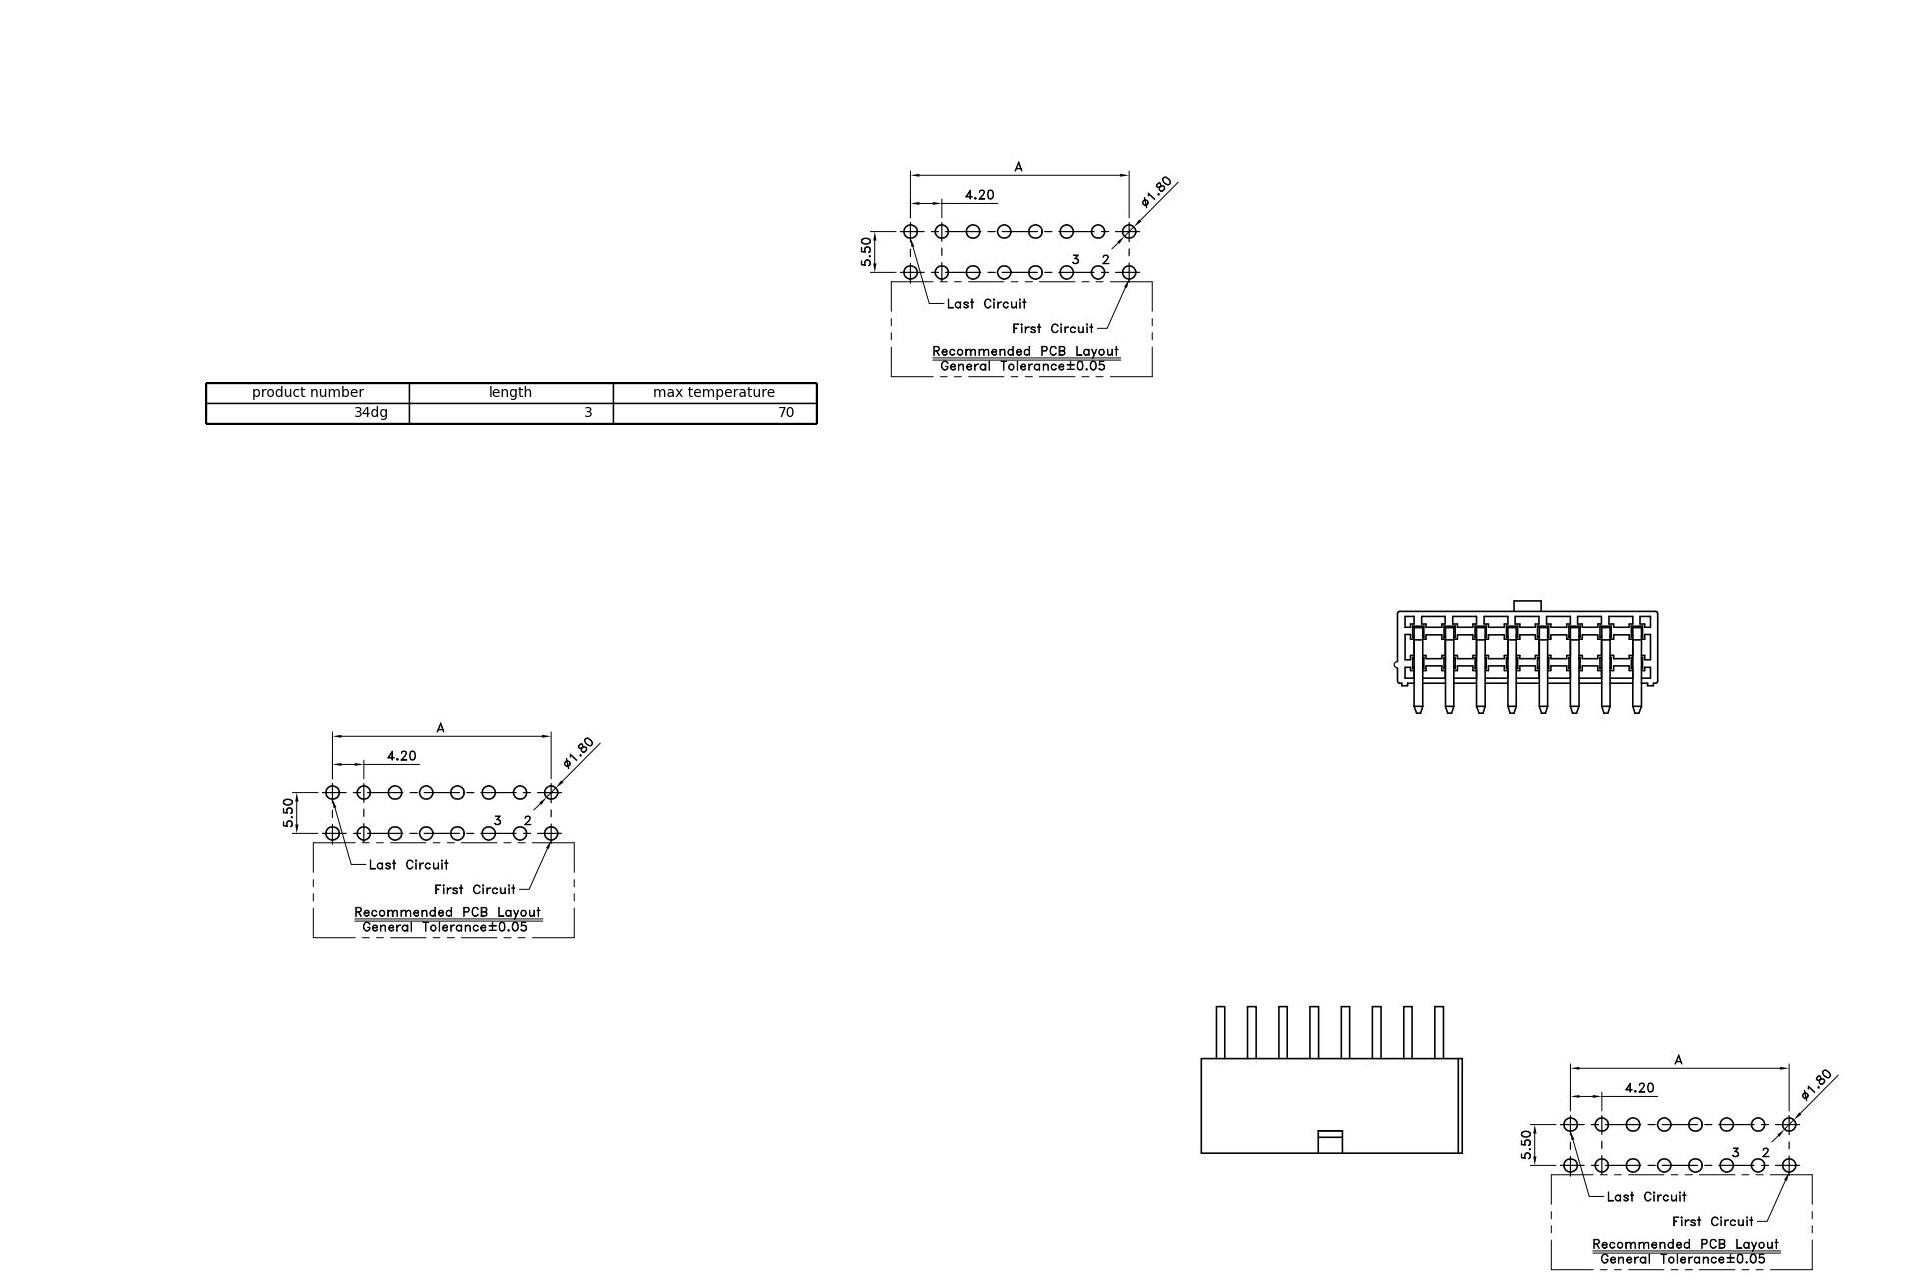 A
4.20
ø1.80
5.50
3 2
Last Circuit
First Circuit
Recommended PCB Layout
General Tolerance±0.05
product number length max temperature
34dg 3 70
A
4.20
ø1.80
5.50
3 2
Last Circuit
First Circuit
Recommended PCB Layout
General Tolerance±0.05
A
4.20
ø1.80
5.50
3 2
Last Circuit
First Circuit
Recommended PCB Layout
General Tolerance±0.05